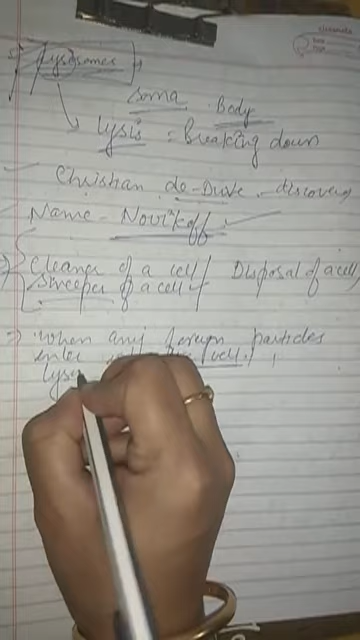 Lysosomes
Soma Body
Lysis = Breaking down
Christian de-Duve - discovery
Name - Novikoff
Cleaner of a cell / Disposal of a cell
Sweeper of a cell
⇒ When any foreign particles
enter cell,
lys